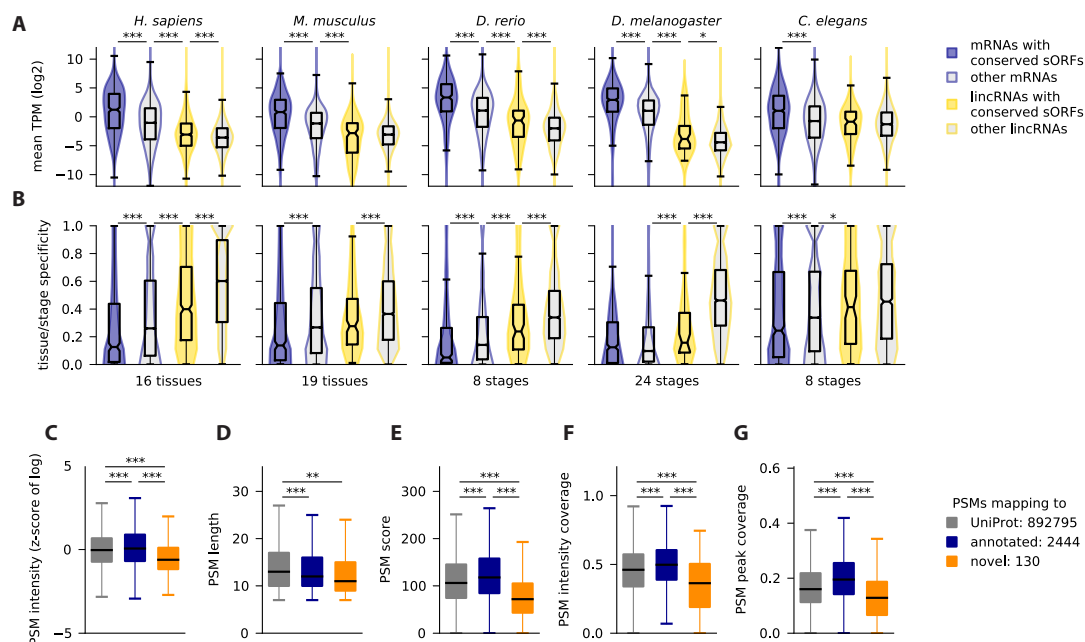 A
H. sapiens
M. musculus
D. rerio
D. melanogaster
C. elegans
*** *** ***
*** ***
*** *** ***
*** *** *
***
mean TPM (log2)
10
5
0
−5
−10
mRNAs with
conserved sORFs
other mRNAs
lincRNAs with
conserved sORFs
other lincRNAs
B
*** *** ***
*** ***
*** *** ***
*** ***
*** *
tissue/stage specificity
1.0
0.8
0.6
0.4
0.2
0.0
16 tissues
19 tissues
8 stages
24 stages
8 stages
C
***
*** ***
PSM intensity (z-score of log)
5
0
−5
D
**
***
PSM length
30
20
10
0
E
***
*** ***
PSM score
300
200
100
0
F
***
*** ***
PSM intensity coverage
1.0
0.5
0.0
G
***
*** ***
PSM peak coverage
0.6
0.4
0.2
0.0
PSMs mapping to
UniProt: 892795
annotated: 2444
novel: 130